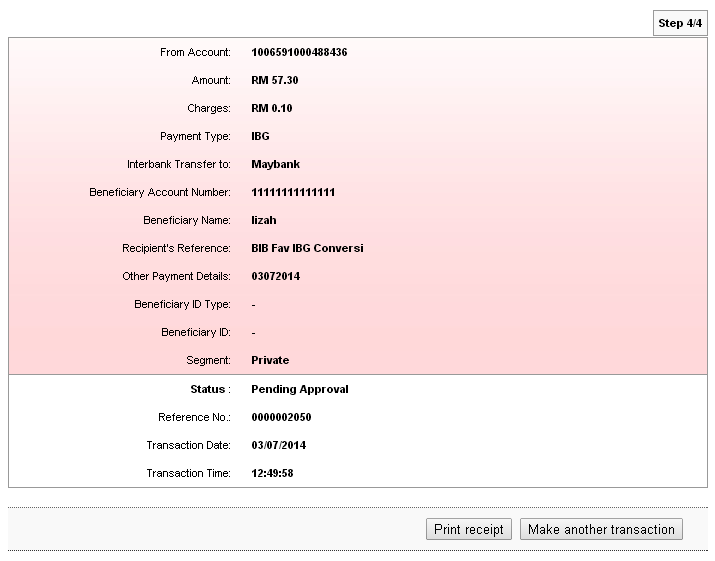 Step 4/4
From Account: 1006591000488436
Amount: RM 57.30
Charges: RM 0.10
Payment Type: IBG
Interbank Transfer to: Maybank
Beneficiary Account Number: 11111111111111
Beneficiary Name: lizah
Recipient's Reference: BIB Fav IBG Conversi
Other Payment Details: 03072014
Beneficiary ID Type: -
Beneficiary ID: -
Segment: Private
Status : Pending Approval
Reference No.: 0000002050
Transaction Date: 03/07/2014
Transaction Time: 12:49:58
Print receipt Make another transaction